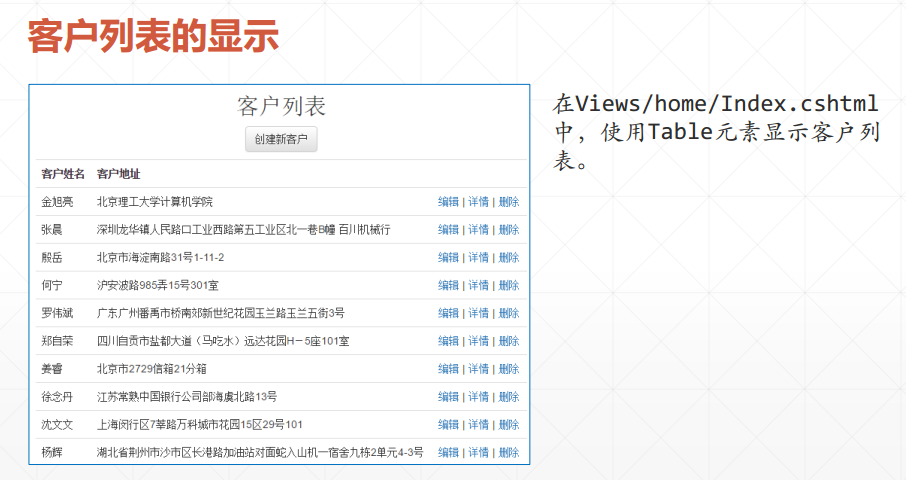 客户列表的显示
客户列表
创建新客户
客户姓名 客户地址
金旭亮 北京理工大学计算机学院 编辑 | 详情 | 删除
张晨 深圳龙华镇人民路口工业西路第五工业区北一巷B幢 百川机械行 编辑 | 详情 | 删除
殷岳 北京市海淀南路31号1-11-2 编辑 | 详情 | 删除
何宁 沪安波路985弄15号301室 编辑 | 详情 | 删除
罗伟斌 广东广州番禺市桥南郊新世纪花园玉兰路玉兰五街3号 编辑 | 详情 | 删除
郑自荣 四川自贡市盐都大道（马吃水）远达花园H－5座101室 编辑 | 详情 | 删除
姜睿 北京市2729信箱21分箱 编辑 | 详情 | 删除
徐念丹 江苏常熟中国银行公司部海虞北路13号 编辑 | 详情 | 删除
沈文文 上海闵行区7莘路万科城市花园15区29号101 编辑 | 详情 | 删除
杨辉 湖北省荆州市沙市区长港路加油站对面蛇入山机一宿舍九栋2单元4-3号 编辑 | 详情 | 删除
在Views/home/Index.cshtml
中，使用Table元素显示客户列
表。